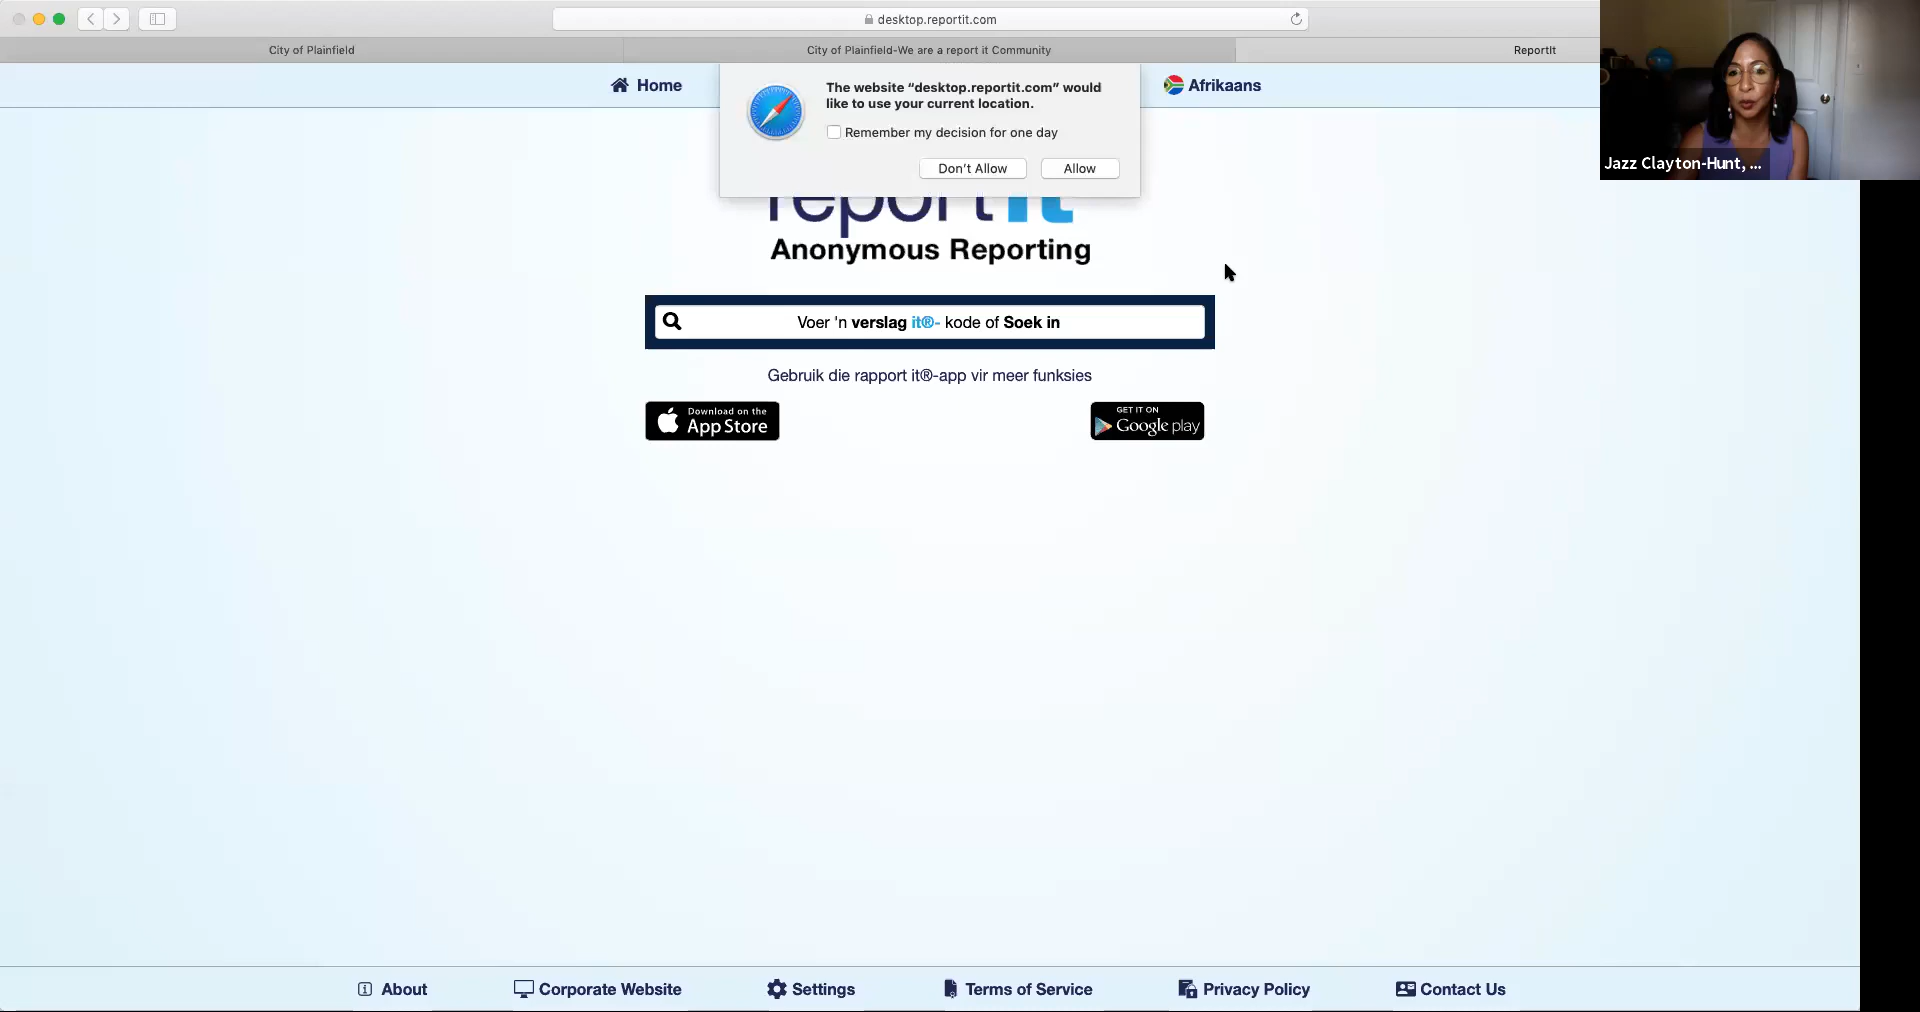 desktop.reportit.com
City of Plainfield
City of Plainfield-We are a report it Community
ReportIt
Home
Afrikaans
The website “desktop.reportit.com” would
like to use your current location.
Remember my decision for one day
Don’t Allow
Allow
Jazz Clayton-Hunt, ...
reportit
Anonymous Reporting
Voer 'n verslag it®- kode of Soek in
Gebruik die rapport it®-app vir meer funksies
Download on the
App Store
GET IT ON
Google play
About
Corporate Website
Settings
Terms of Service
Privacy Policy
Contact Us